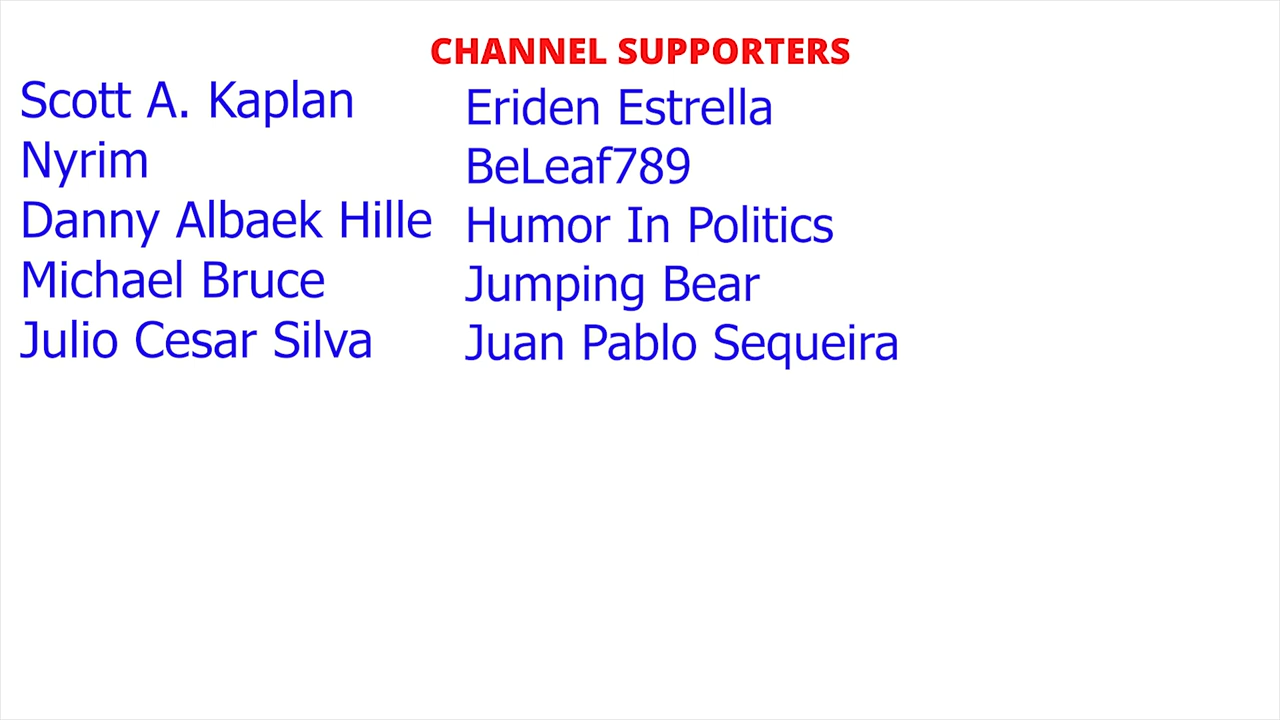 CHANNEL SUPPORTERS
Scott A. Kaplan
Nyrim
Danny Albaek Hille
Michael Bruce
Julio Cesar Silva
Eriden Estrella
BeLeaf789
Humor In Politics
Jumping Bear
Juan Pablo Sequeira